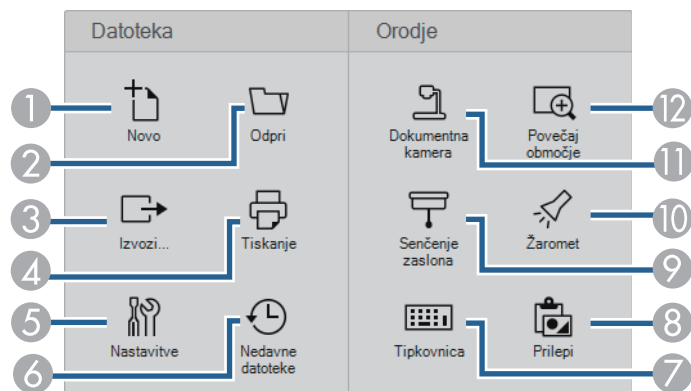 Datoteka
Orodje
1
Novo
Odpri
Dokumentna
kamera
Povečaj
območje
12
2
11
3
Izvozi...
Tiskanje
Senčenje
zaslona
Žaromet
10
4
9
5
Nastavitve
Nedavne
datoteke
Tipkovnica
Prilepi
8
6
7